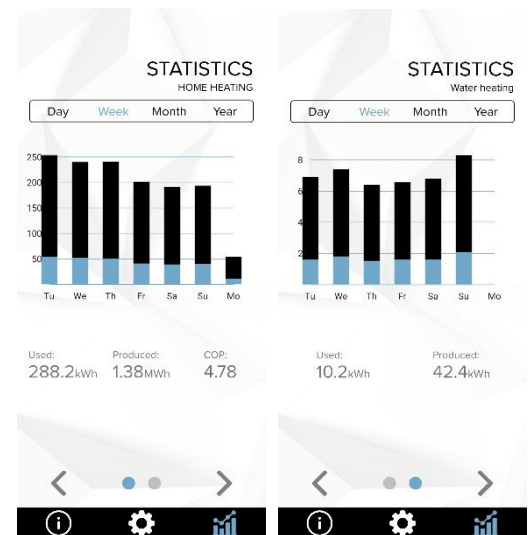 STATISTICS
HOME HEATING
Day Week Month Year
250
200
150
100
50
Tu We Th Fr Sa Su Mo
Used: Produced: COP:
288.2kWh 1.38MWh 4.78
STATISTICS
Water heating
Day Week Month Year
8
6
4
2
Tu We Th Fr Sa Su Mo
Used: Produced:
10.2kWh 42.4kWh